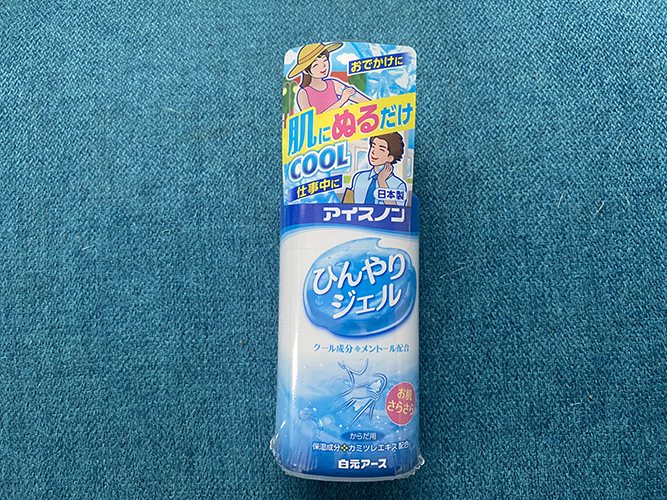 おでかけに
肌にぬるだけ
COOL
仕事中に
日本製
アイスノン
ひんやり
ジェル
クール成分❖メントール配合
お肌
さらさら
からだ用
保湿成分❖カミツレエキス配合
白元アース